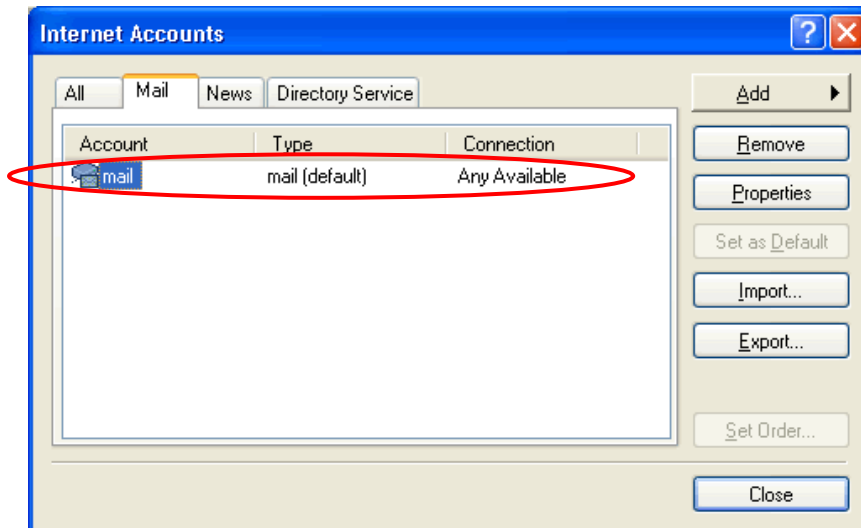 Internet Accounts
All Mail News Directory Service
Add
Account Type Connection
Remove
mail mail (default) Any Available
Properties
Set as Default
Import...
Export...
Set Order...
Close